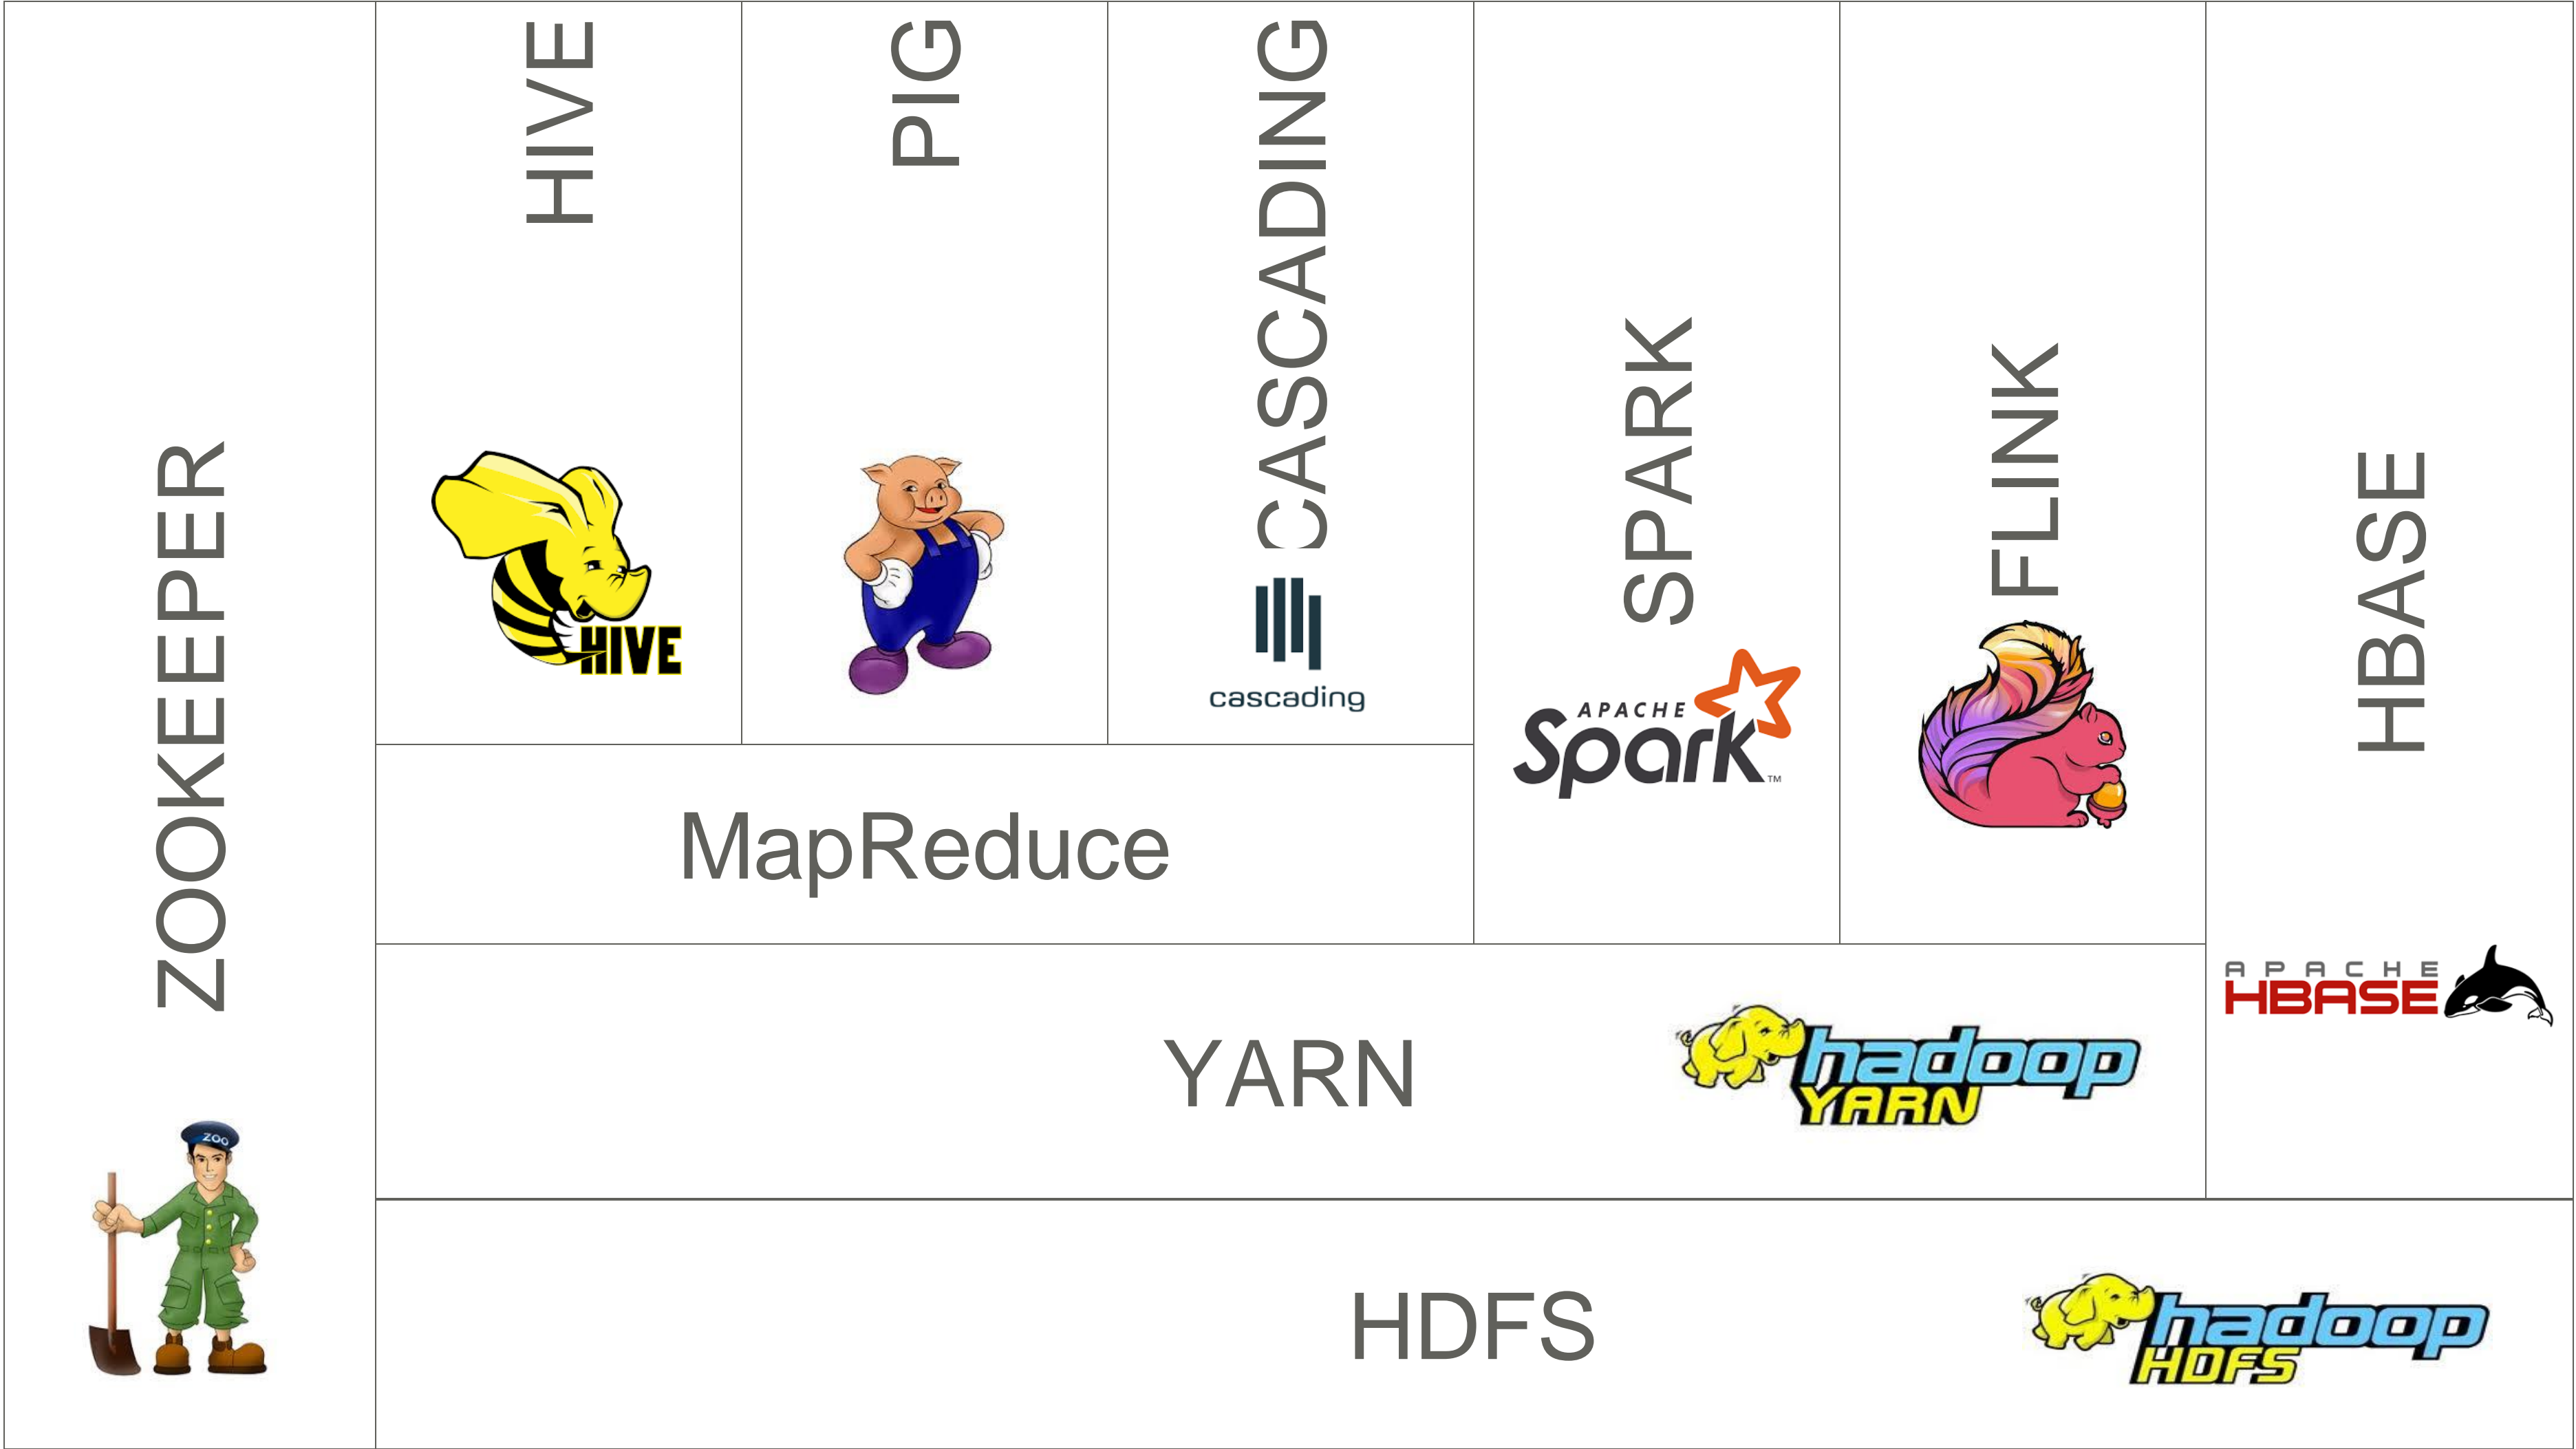 ZOOKEEPER
ZOO
HIVE
HIVE
PIG
CASCADING
cascading
SPARK
APACHE
Spark™
FLINK
HBASE
APACHE
HBASE
MapReduce
YARN
hadoop
YARN
HDFS
hadoop
HDFS